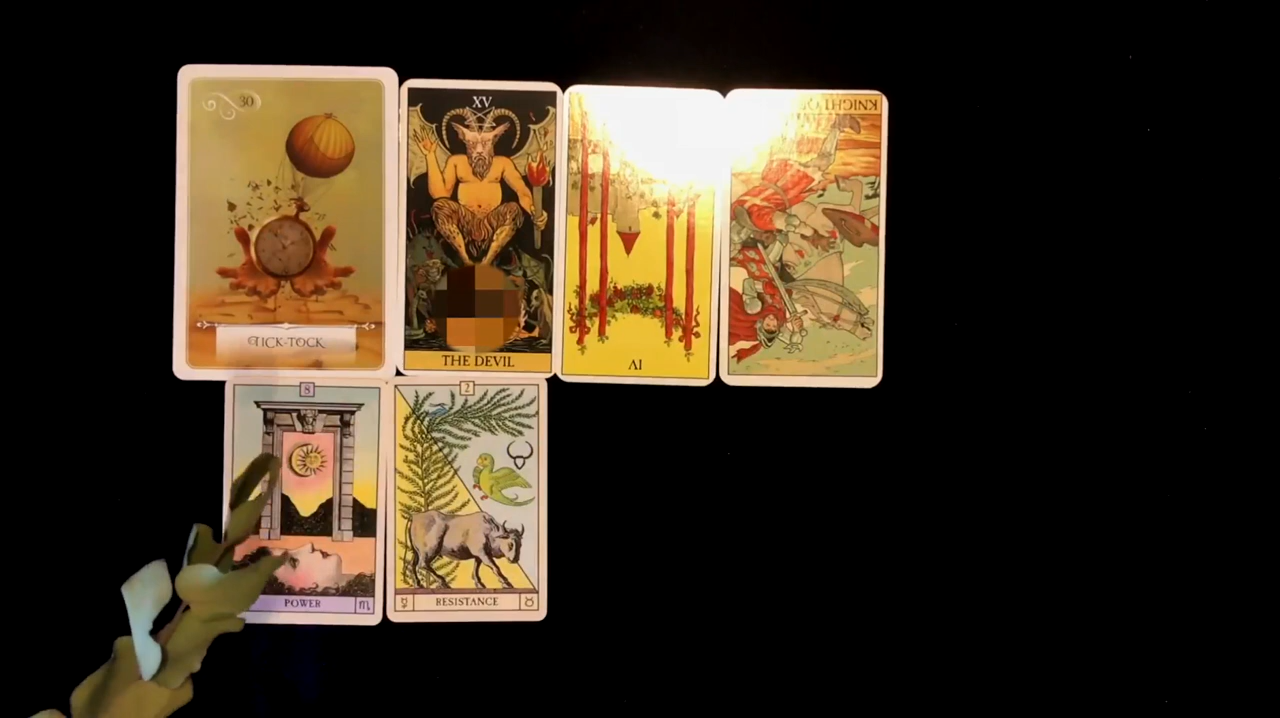 30
TICK-TOCK
XV
THE DEVIL
IV
KNIGHT OF
8
POWER
2
RESISTANCE